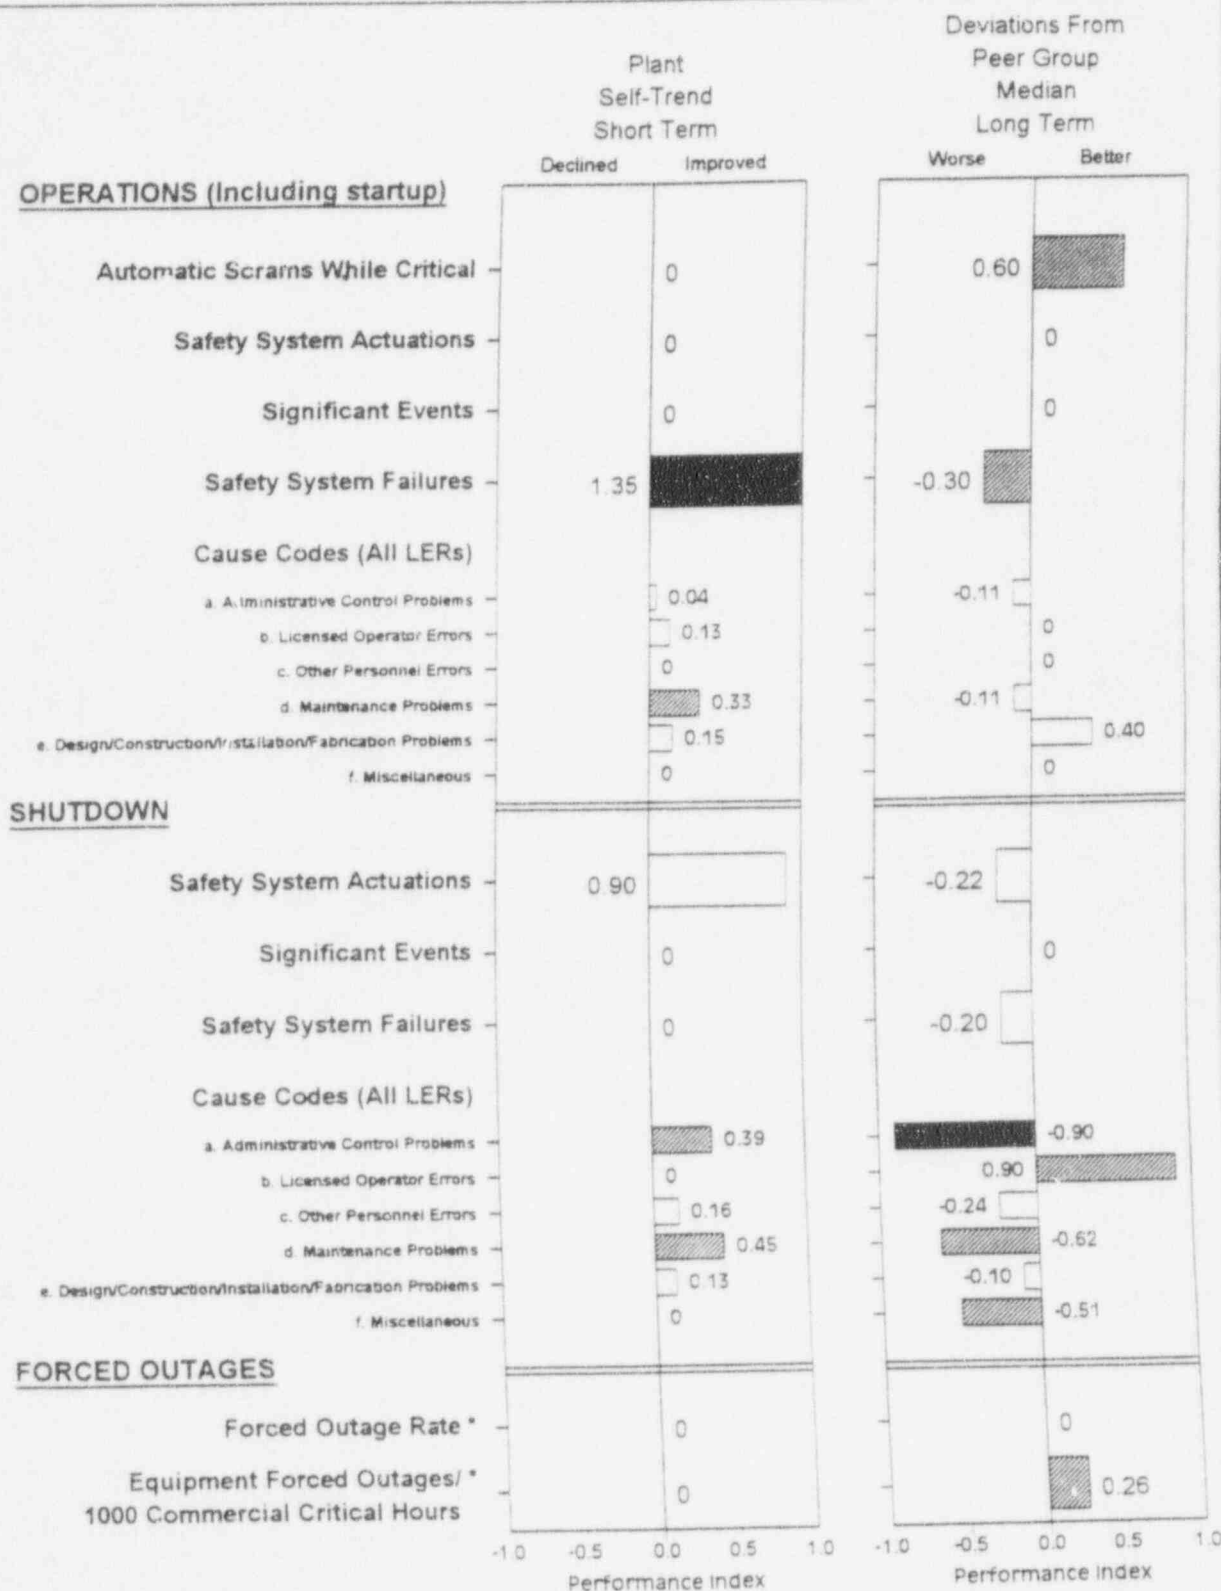 Plant
Self-Trend
Short Term
Declined Improved
Deviations From
Peer Group
Median
Long Term
Worse Better
OPERATIONS (Including startup)
Automatic Scrams While Critical 0 0.60
Safety System Actuations 0 0
Significant Events 0 0
Safety System Failures 1.35 -0.30
Cause Codes (All LERs)
a. Administrative Control Problems 0.04 -0.11
b. Licensed Operator Errors 0.13 0
c. Other Personnel Errors 0 0
d. Maintenance Problems 0.33 -0.11
e. Design/Construction/Installation/Fabrication Problems 0.15 0.40
f. Miscellaneous 0 0
SHUTDOWN
Safety System Actuations 0.90 -0.22
Significant Events 0 0
Safety System Failures 0 -0.20
Cause Codes (All LERs)
a. Administrative Control Problems 0.39 -0.90
b. Licensed Operator Errors 0 0.90
c. Other Personnel Errors 0.16 -0.24
d. Maintenance Problems 0.45 -0.62
e. Design/Construction/Installation/Fabrication Problems 0.13 -0.10
f. Miscellaneous 0 -0.51
FORCED OUTAGES
Forced Outage Rate * 0 0
Equipment Forced Outages/ *
1000 Commercial Critical Hours 0 0.26
-1.0 -0.5 0.0 0.5 1.0 -1.0 -0.5 0.0 0.5 1.0
Performance Index Performance Index